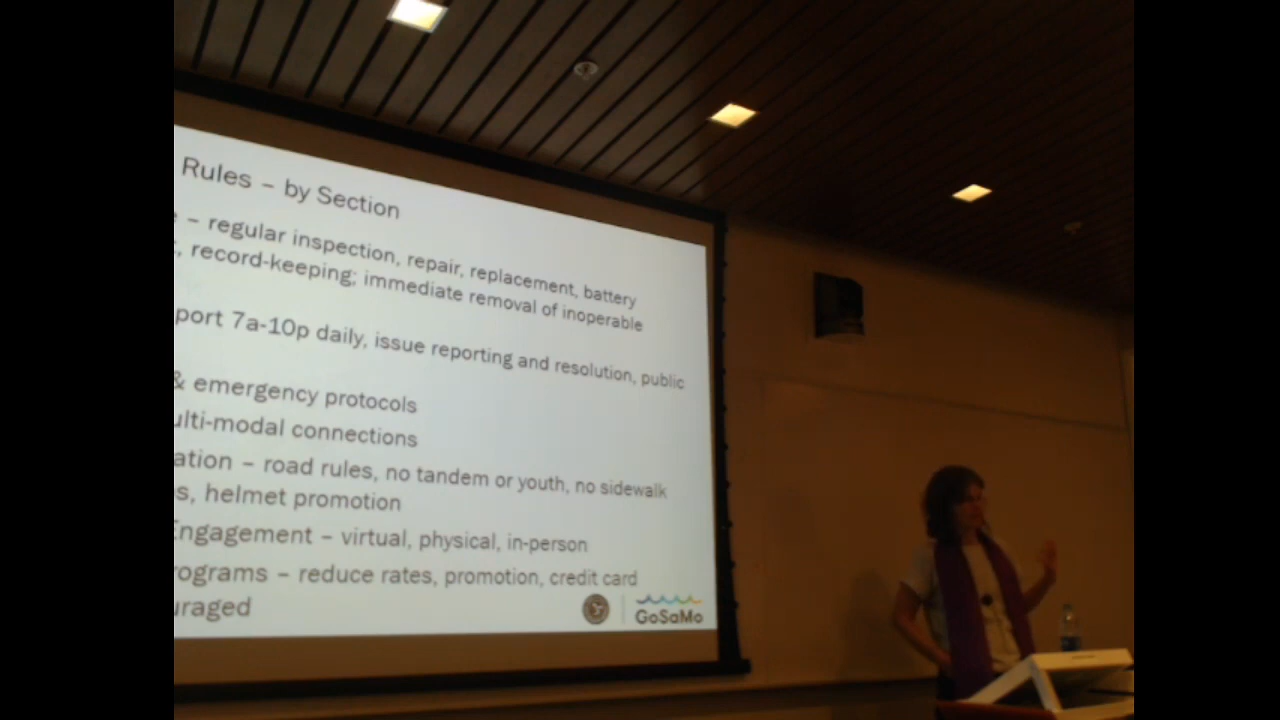 Rules – by Section
– regular inspection, repair, replacement, battery
record-keeping; immediate removal of inoperable
port 7a-10p daily, issue reporting and resolution, public
& emergency protocols
ulti-modal connections
ation – road rules, no tandem or youth, no sidewalk
s, helmet promotion
Engagement – virtual, physical, in-person
rograms – reduce rates, promotion, credit card
uraged
GoSaMo